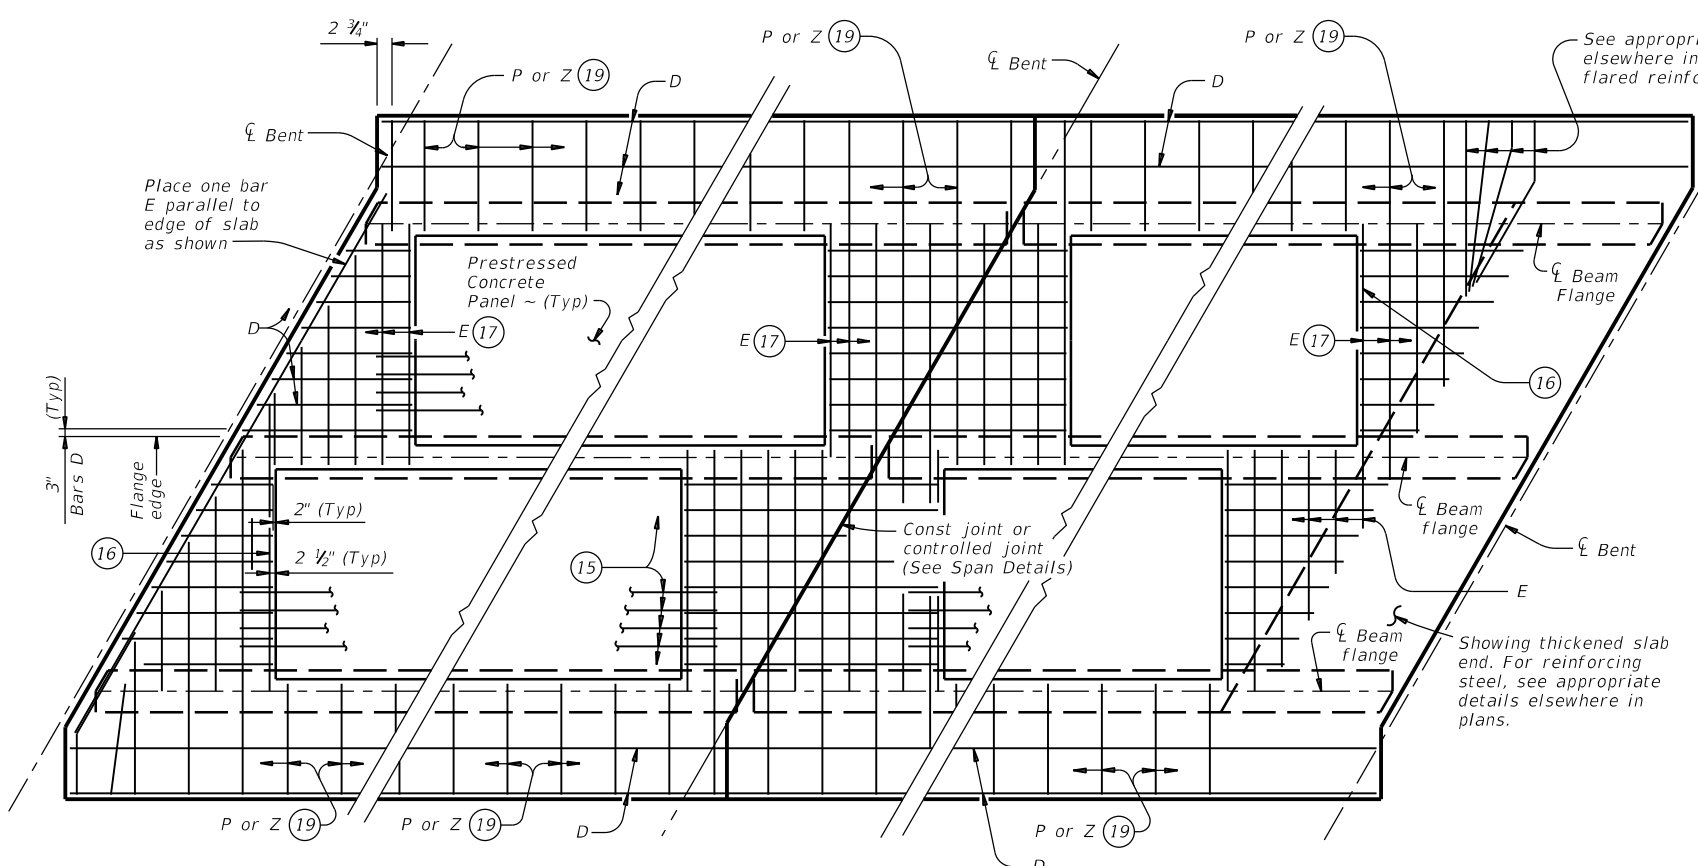 2 ¾"
P or Z 19
D
P or Z 19
℄ Bent
D
P or Z 19
See
elsewhere in
flared
℄ Bent
Place one bar
E parallel to
edge of slab
as shown
Prestressed
Concrete
Panel ~ (Typ)
℄ Beam
Flange
D
E 17
E 17
E 17
16
(Typ)
3"
Bars D
Flange
edge
2" (Typ)
2 ½" (Typ)
16
15
Const joint or
controlled joint
(See Span Details)
℄ Beam
flange
℄ Bent
E
℄ Beam
flange
Showing thickened slab
end. For reinforcing
steel, see appropriate
details elsewhere in
plans.
P or Z 19
P or Z 19
D
P or Z 19
D